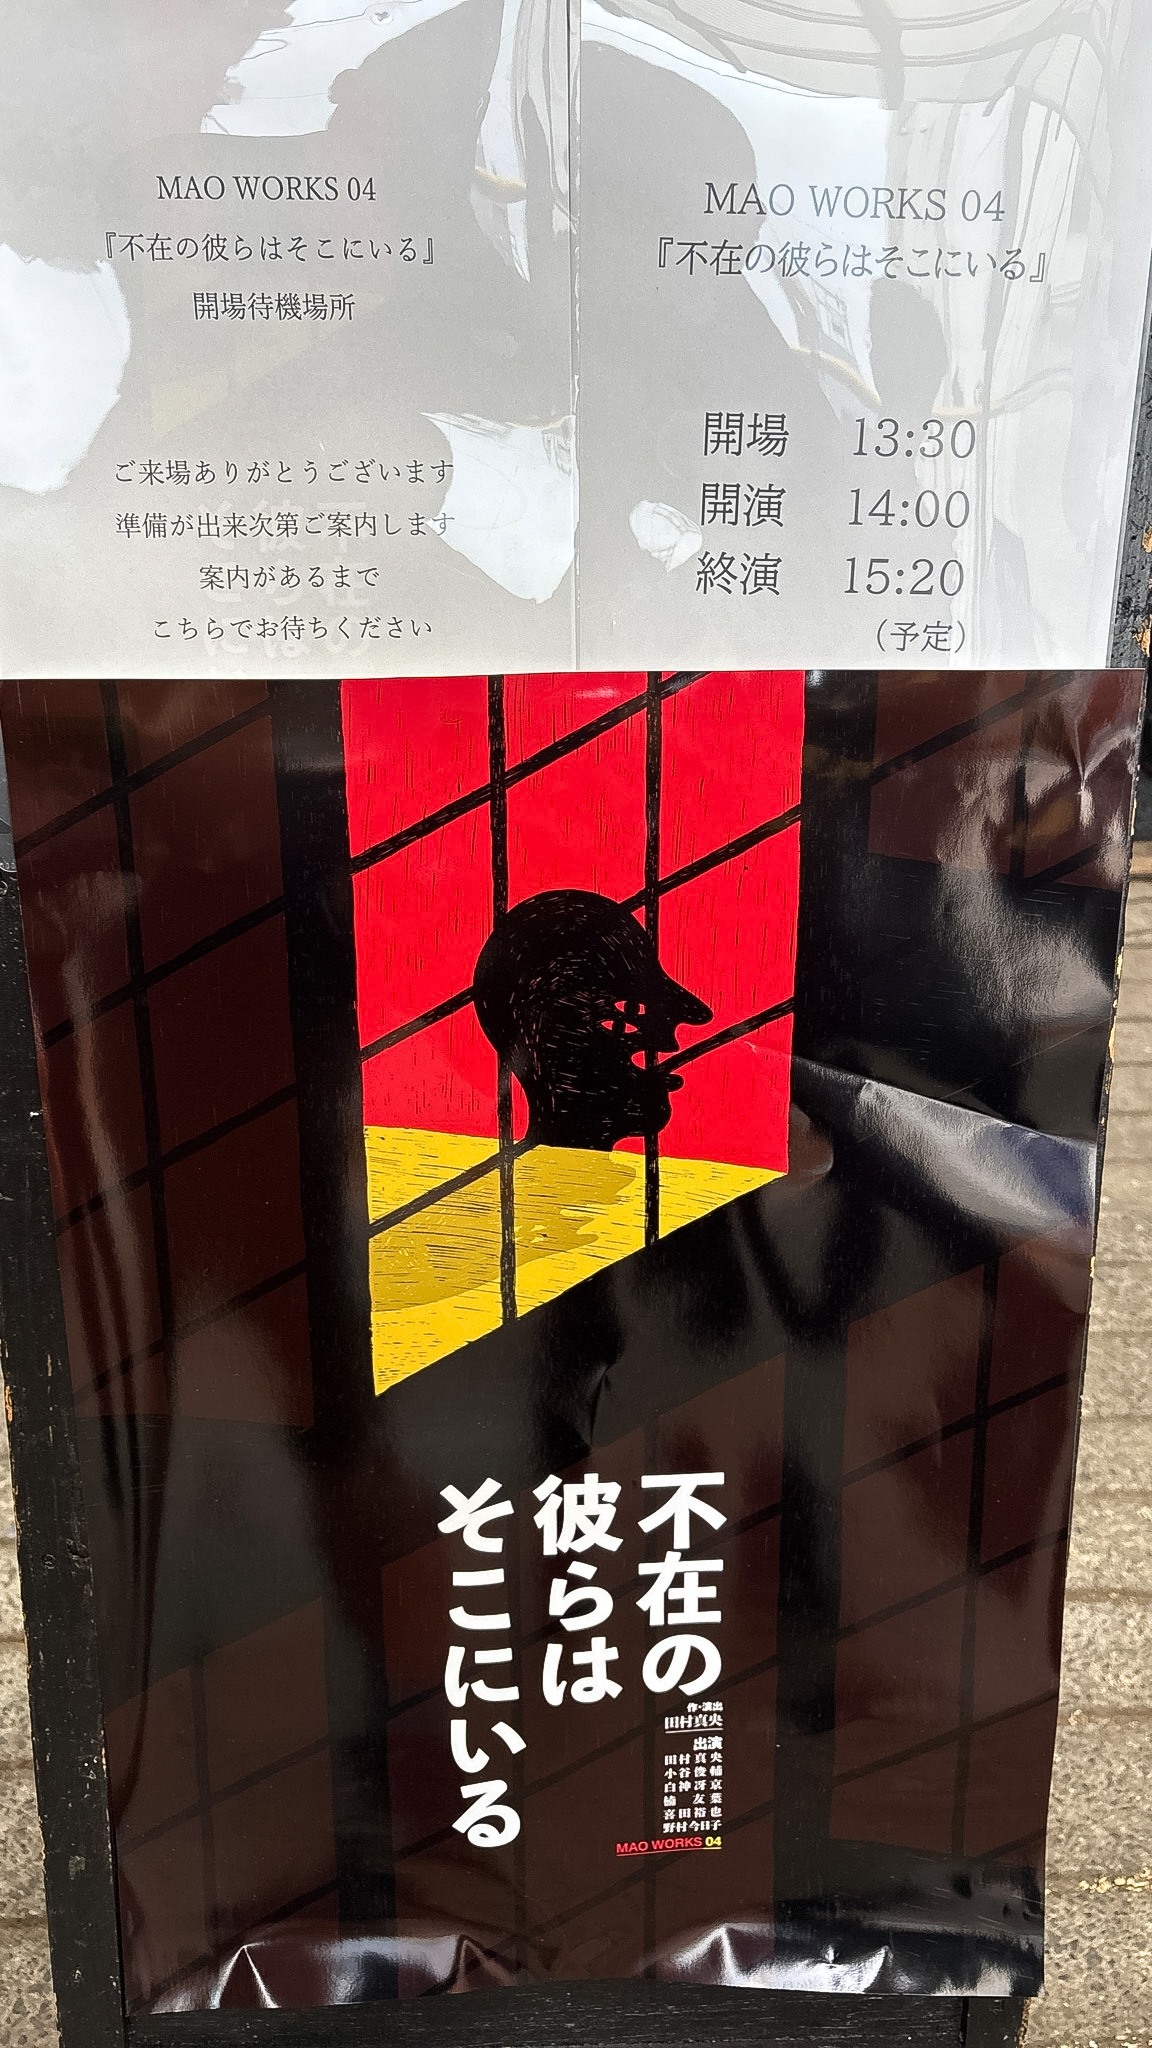 MAO WORKS 04
『不在の彼らはそこにいる』
開場待機場所
ご来場ありがとうございます
準備が出来次第ご案内します
案内があるまで
こちらでお待ちください
MAO WORKS 04
『不在の彼らはそこにいる』
開場 13:30
開演 14:00
終演 15:20
(予定)
不在の
彼らは
そこにいる
作・演出
田村真央
出演
田村真央
小谷俊輔
白神冴京
楠 友葉
喜田裕也
野村今日子
MAO WORKS 04